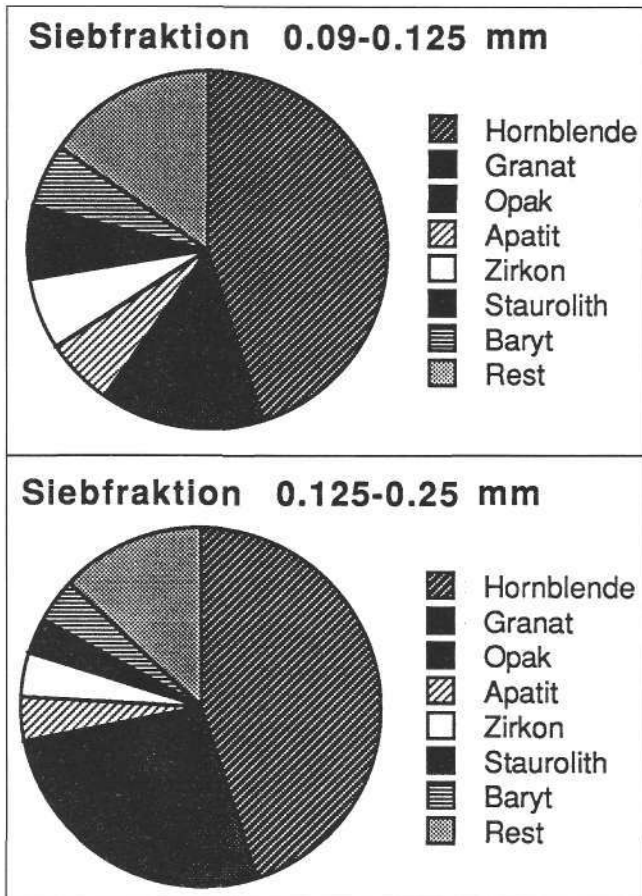 Siebfraktion 0.09-0.125 mm
Hornblende
Granat
Opak
Apatit
Zirkon
Staurolith
Baryt
Rest
Siebfraktion 0.125-0.25 mm
Hornblende
Granat
Opak
Apatit
Zirkon
Staurolith
Baryt
Rest